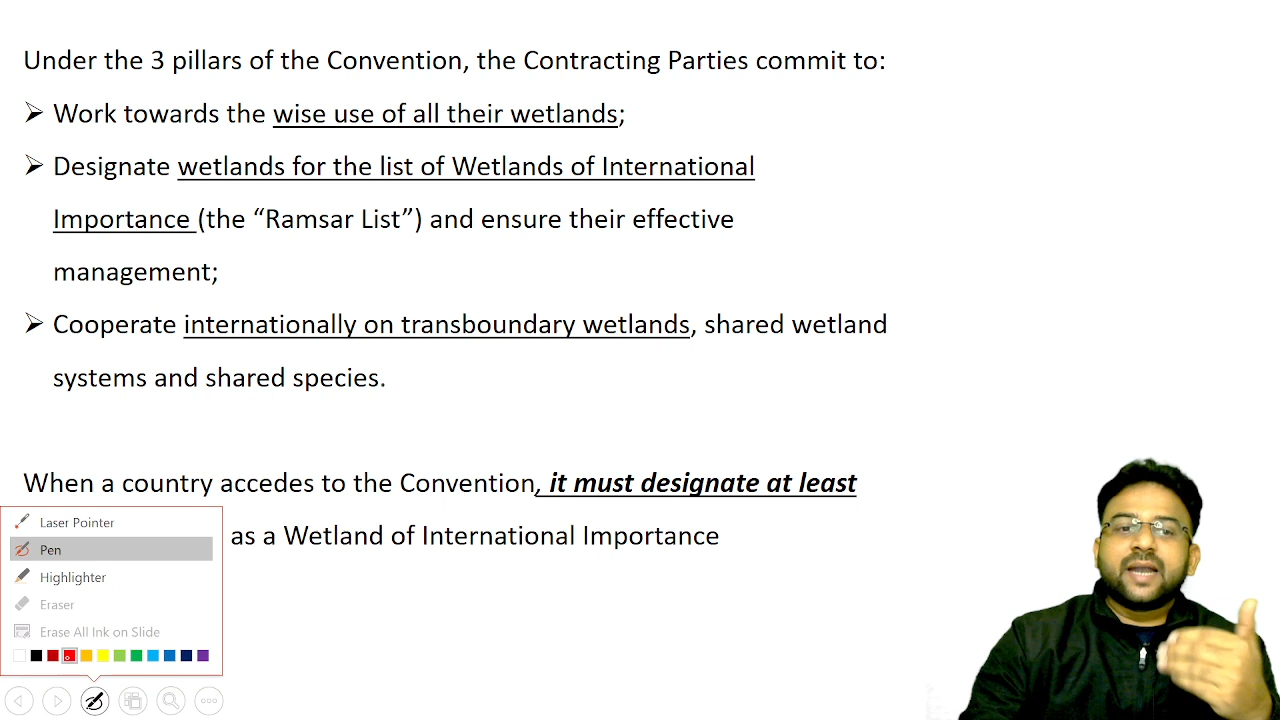 Under the 3 pillars of the Convention, the Contracting Parties commit to:
➢ Work towards the wise use of all their wetlands;
➢ Designate wetlands for the list of Wetlands of International
Importance (the “Ramsar List”) and ensure their effective
management;
➢ Cooperate internationally on transboundary wetlands, shared wetland
systems and shared species.
When a country accedes to the Convention, it must designate at least
as a Wetland of International Importance
Laser Pointer
Pen
Highlighter
Eraser
Erase All Ink on Slide